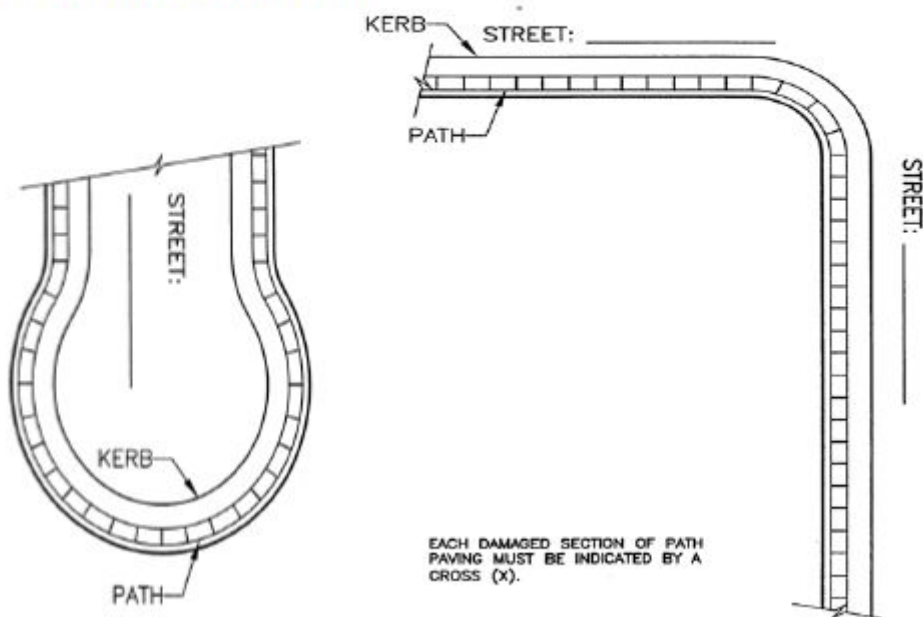 KERB
STREET:
PATH
STREET:
STREET:
KERB
PATH
EACH DAMAGED SECTION OF PATH
PAVING MUST BE INDICATED BY A
CROSS (X).